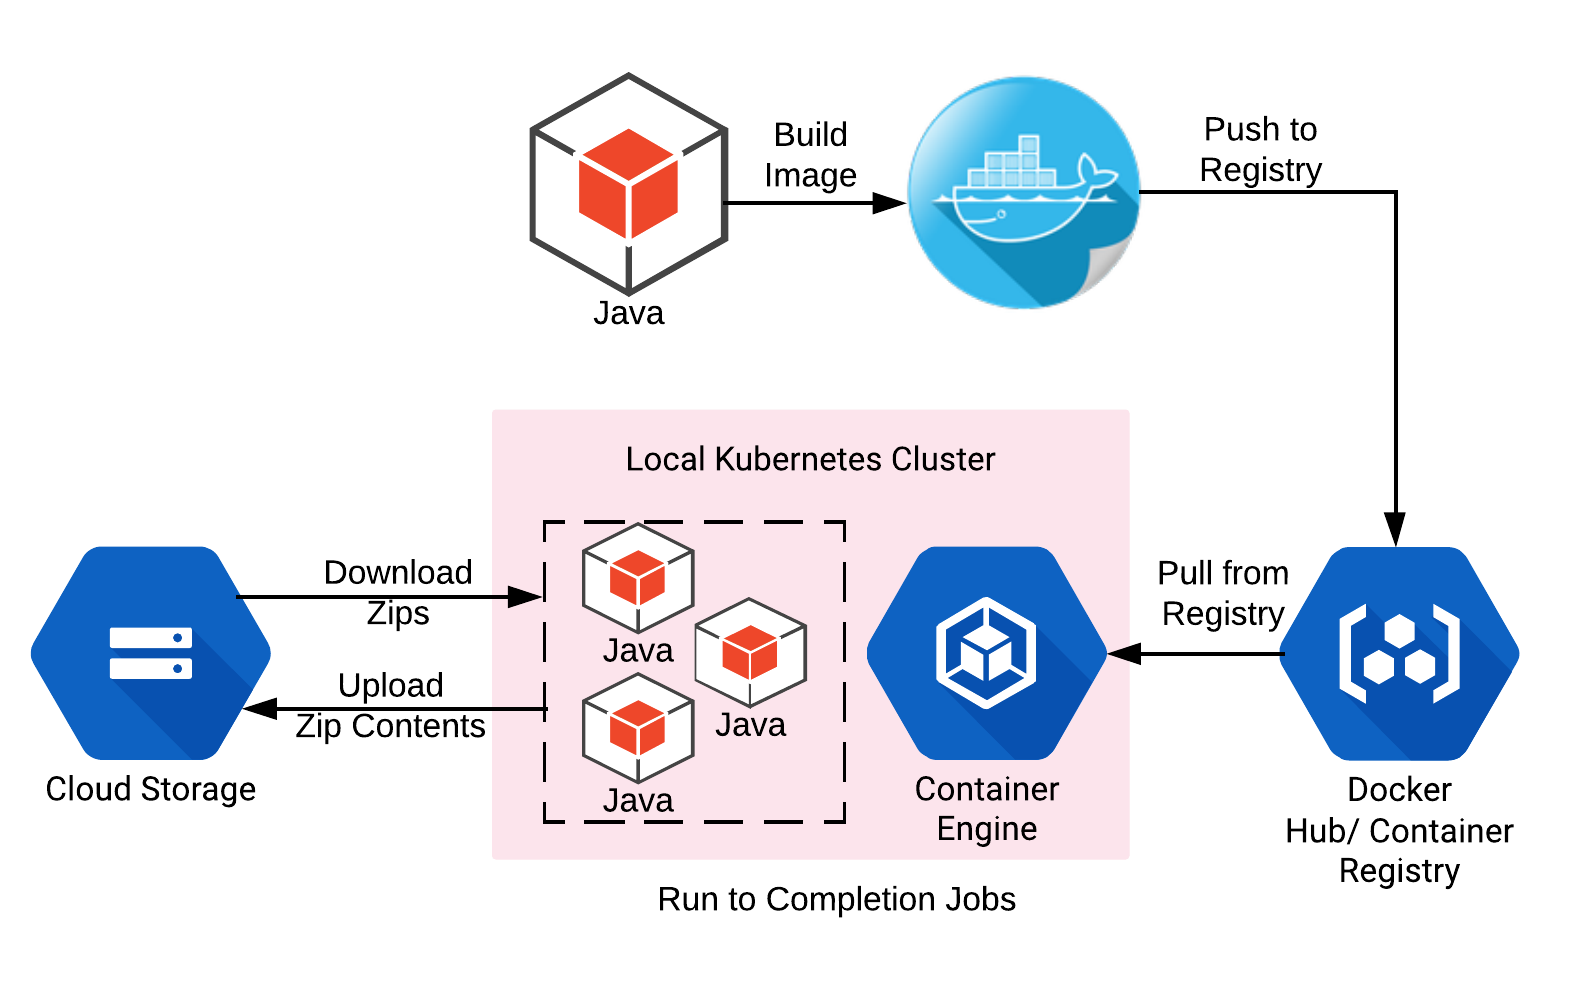 Build
Image
Push to
Registry
Java
Local Kubernetes Cluster
Download
Zips
Upload
Zip Contents
Cloud Storage
Java
Java
Java
Container
Engine
Pull from
Registry
Docker
Hub/ Container
Registry
Run to Completion Jobs